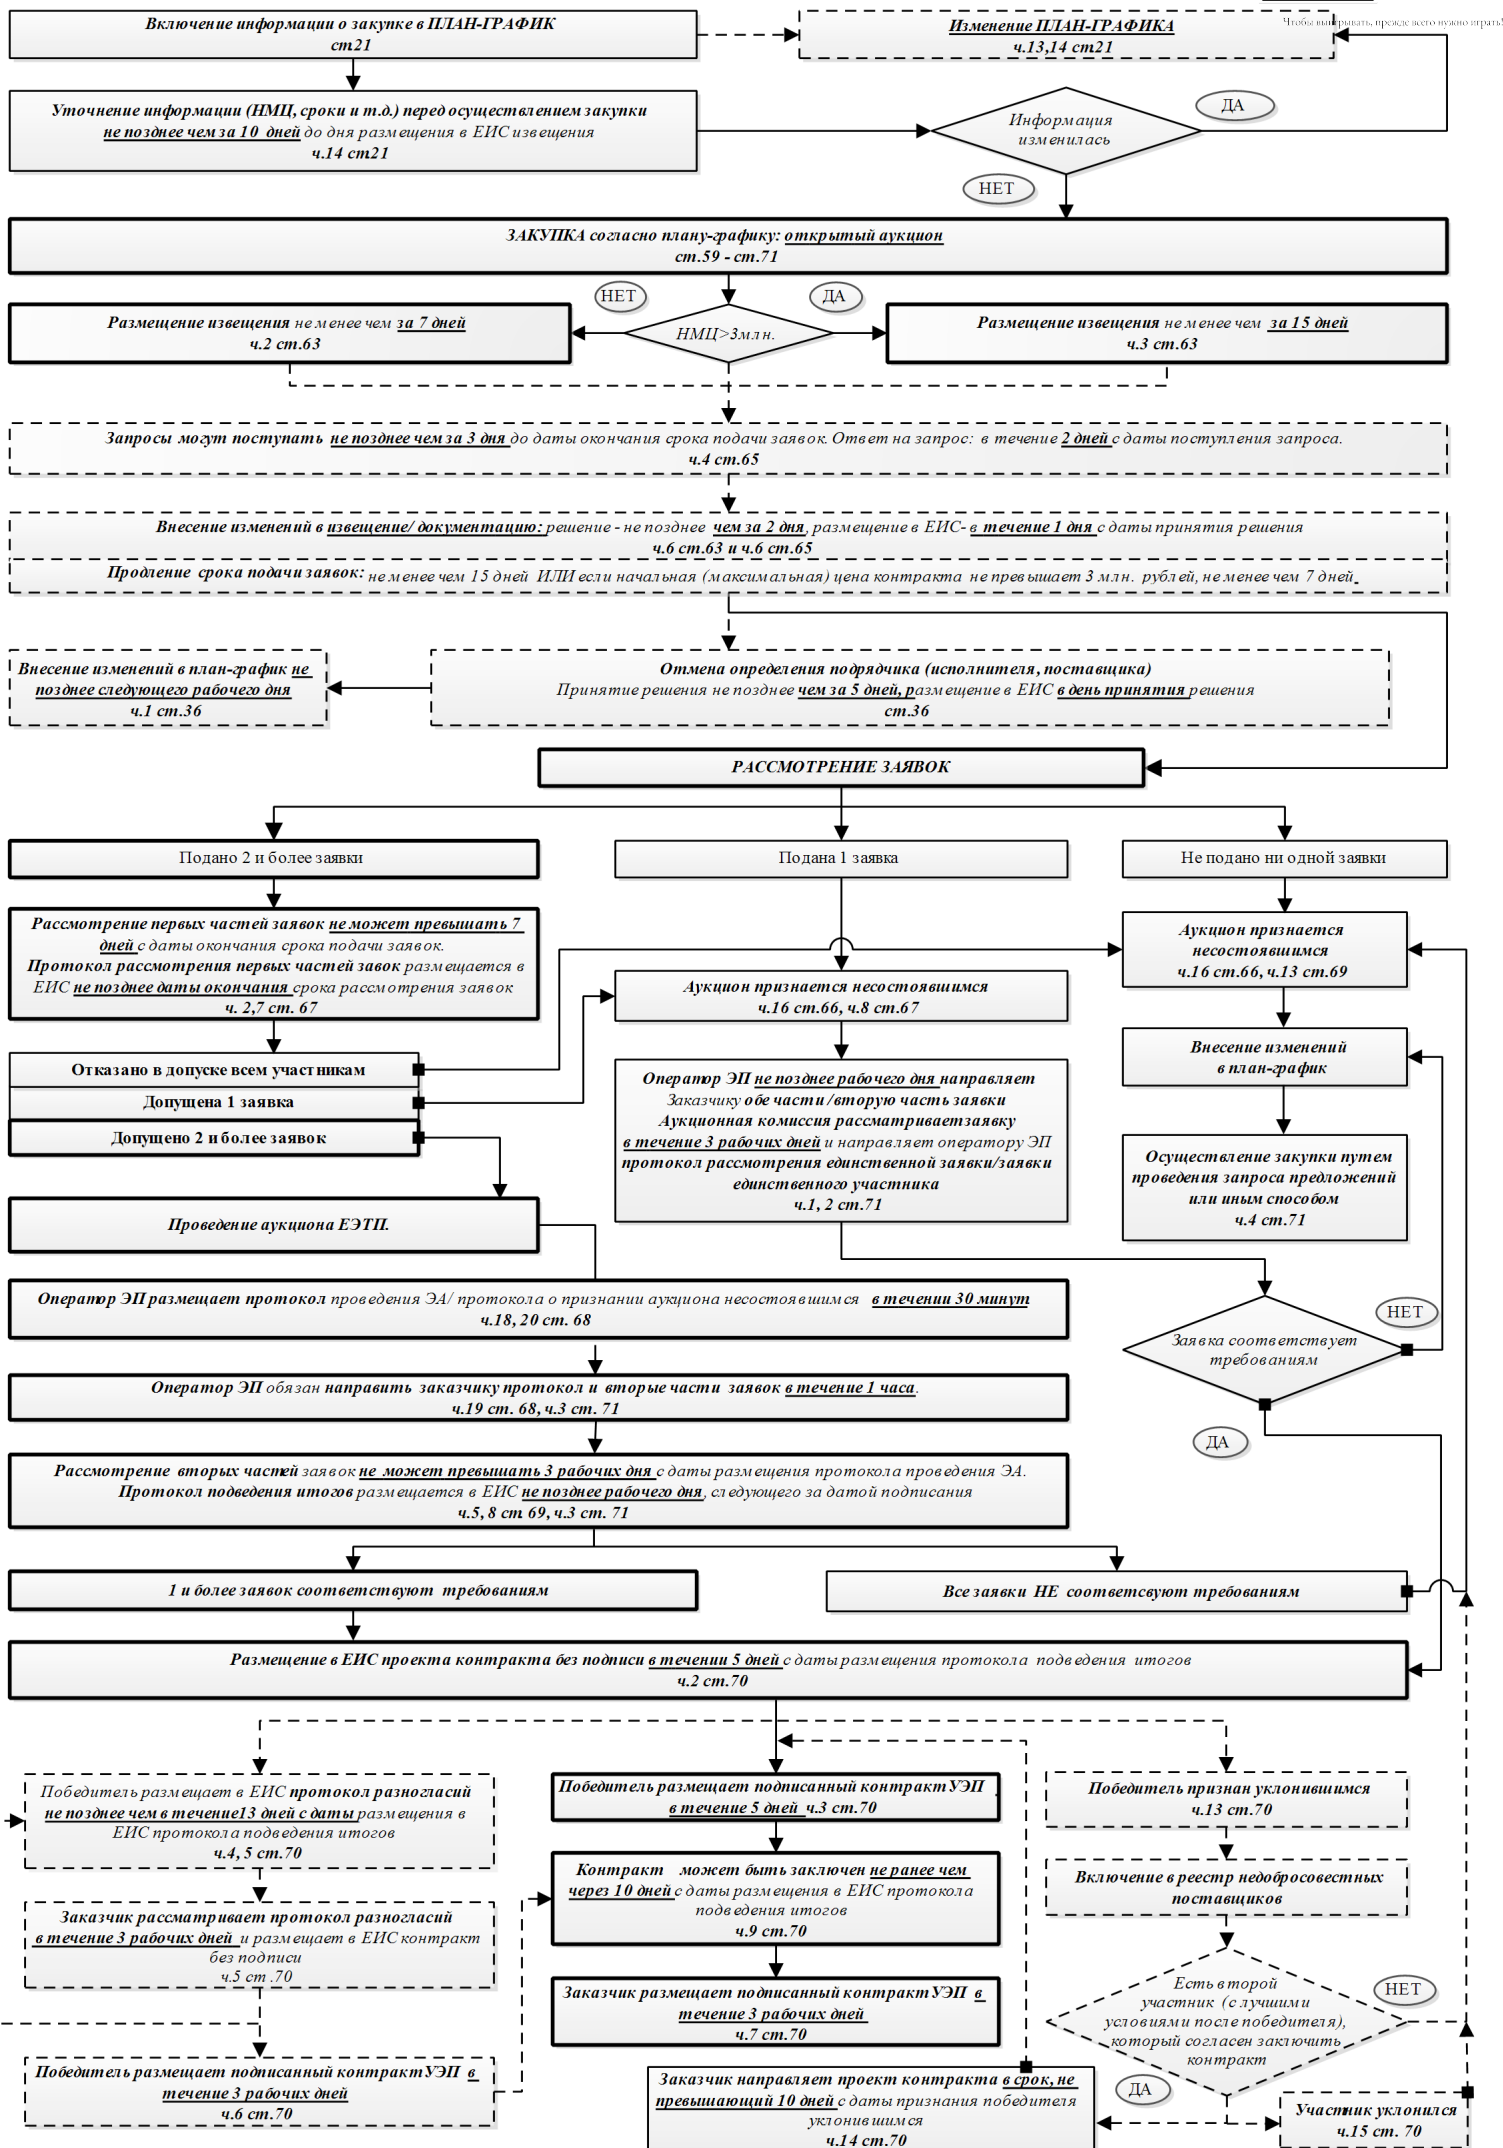 Чтобы выигрывать, прежде всего нужно играть!
Включение информации о закупке в ПЛАН-ГРАФИК
ст21
Изменение ПЛАН-ГРАФИКА
ч.13,14 ст21
Уточнение информации (НМЦ, сроки и т.д.) перед осуществлением закупки
не позднее чем за 10 дней до дня размещения в ЕИС извещения
ч.14 ст21
Информация
изменилась
ДА
НЕТ
ЗАКУПКА согласно плану-графику: открытый аукцион
ст.59 - ст.71
НЕТ
ДА
Размещение извещения не менее чем за 7 дней
ч.2 ст.63
НМЦ>3млн.
Размещение извещения не менее чем за 15 дней
ч.3 ст.63
Запросы могут поступать не позднее чем за 3 дня до даты окончания срока подачи заявок. Ответ на запрос: в течение 2 дней с даты поступления запроса.
ч.4 ст.65
Внесение изменений в извещение/ документацию: решение - не позднее чем за 2 дня, размещение в ЕИС- в течение 1 дня с даты принятия решения
ч.6 ст.63 и ч.6 ст.65
Продление срока подачи заявок: не менее чем 15 дней ИЛИ если начальная (максимальная) цена контракта не превышает 3 млн. рублей, не менее чем 7 дней
Внесение изменений в план-график не
позднее следующего рабочего дня
ч.1 ст.36
Отмена определения подрядчика (исполнителя, поставщика)
Принятие решения не позднее чем за 5 дней, размещение в ЕИС в день принятия решения
ст.36
РАССМОТРЕНИЕ ЗАЯВОК
Подано 2 и более заявки
Подана 1 заявка
Не подано ни одной заявки
Рассмотрение первых частей заявок не может превышать 7
дней с даты окончания срока подачи заявок.
Протокол рассмотрения первых частей завок размещается в
ЕИС не позднее даты окончания срока рассмотрения заявок
ч. 2,7 ст. 67
Аукцион признается
несостоявшимся
ч.16 ст.66, ч.13 ст.69
Аукцион признается несостоявшимся
ч.16 ст.66, ч.8 ст.67
Внесение изменений
в план-график
Отказано в допуске всем участникам
Допущена 1 заявка
Допущено 2 и более заявок
Оператор ЭП не позднее рабочего дня направляет
Заказчику обе части /вторую часть заявки
Аукционная комиссия рассматриваетзаявку
в течение 3 рабочих дней и направляет оператору ЭП
протокол рассмотрения единственной заявки/заявки
единственного участника
ч.1, 2 ст.71
Осуществление закупки путем
проведения запроса предложений
или иным способом
ч.4 ст.71
Проведение аукциона ЕЭТП.
Оператор ЭП размещает протокол проведения ЭА/ протокола о признании аукциона несостоявшимся в течении 30 минут
ч.18, 20 ст. 68
НЕТ
Заявка соответствует
требованиям
ДА
Оператор ЭП обязан направить заказчику протокол и вторые части заявок в течение 1 часа.
ч.19 ст. 68, ч.3 ст. 71
Рассмотрение вторых частей заявок не может превышать 3 рабочих дня с даты размещения протокола проведения ЭА.
Протокол подведения итогов размещается в ЕИС не позднее рабочего дня, следующего за датой подписания
ч.5, 8 ст. 69, ч.3 ст. 71
1 и более заявок соответствуют требованиям
Все заявки НЕ соответсвуют требованиям
Размещение в ЕИС проекта контракта без подписи в течении 5 дней с даты размещения протокола подведения итогов
ч.2 ст.70
Победитель размещает в ЕИС протокол разногласий
не позднее чем в течение13 дней с даты размещения в
ЕИС протокола подведения итогов
ч.4, 5 ст.70
Победитель размещает подписанный контракт УЭП
в течение 5 дней ч.3 ст.70
Победитель признан уклонившимся
ч.13 ст.70
Контракт может быть заключен не ранее чем
через 10 дней с даты размещения в ЕИС протокола
подведения итогов
ч.9 ст.70
Включение в реестр недобросовестных
поставщиков
Заказчик рассматривает протокол разногласий
в течение 3 рабочих дней и размещает в ЕИС контракт
без подписи
ч.5 ст.70
Заказчик размещает подписанный контракт УЭП в
течение 3 рабочих дней
ч.7 ст.70
Есть второй
участник (с лучшими
условиями после победителя),
который согласен заключить
контракт
НЕТ
ДА
Победитель размещает подписанный контракт УЭП в
течение 3 рабочих дней
ч.6 ст.70
Заказчик направляет проект контракта в срок, не
превышающий 10 дней с даты признания победителя
уклонившимся
ч.14 ст.70
Участник уклонился
ч.15 ст. 70